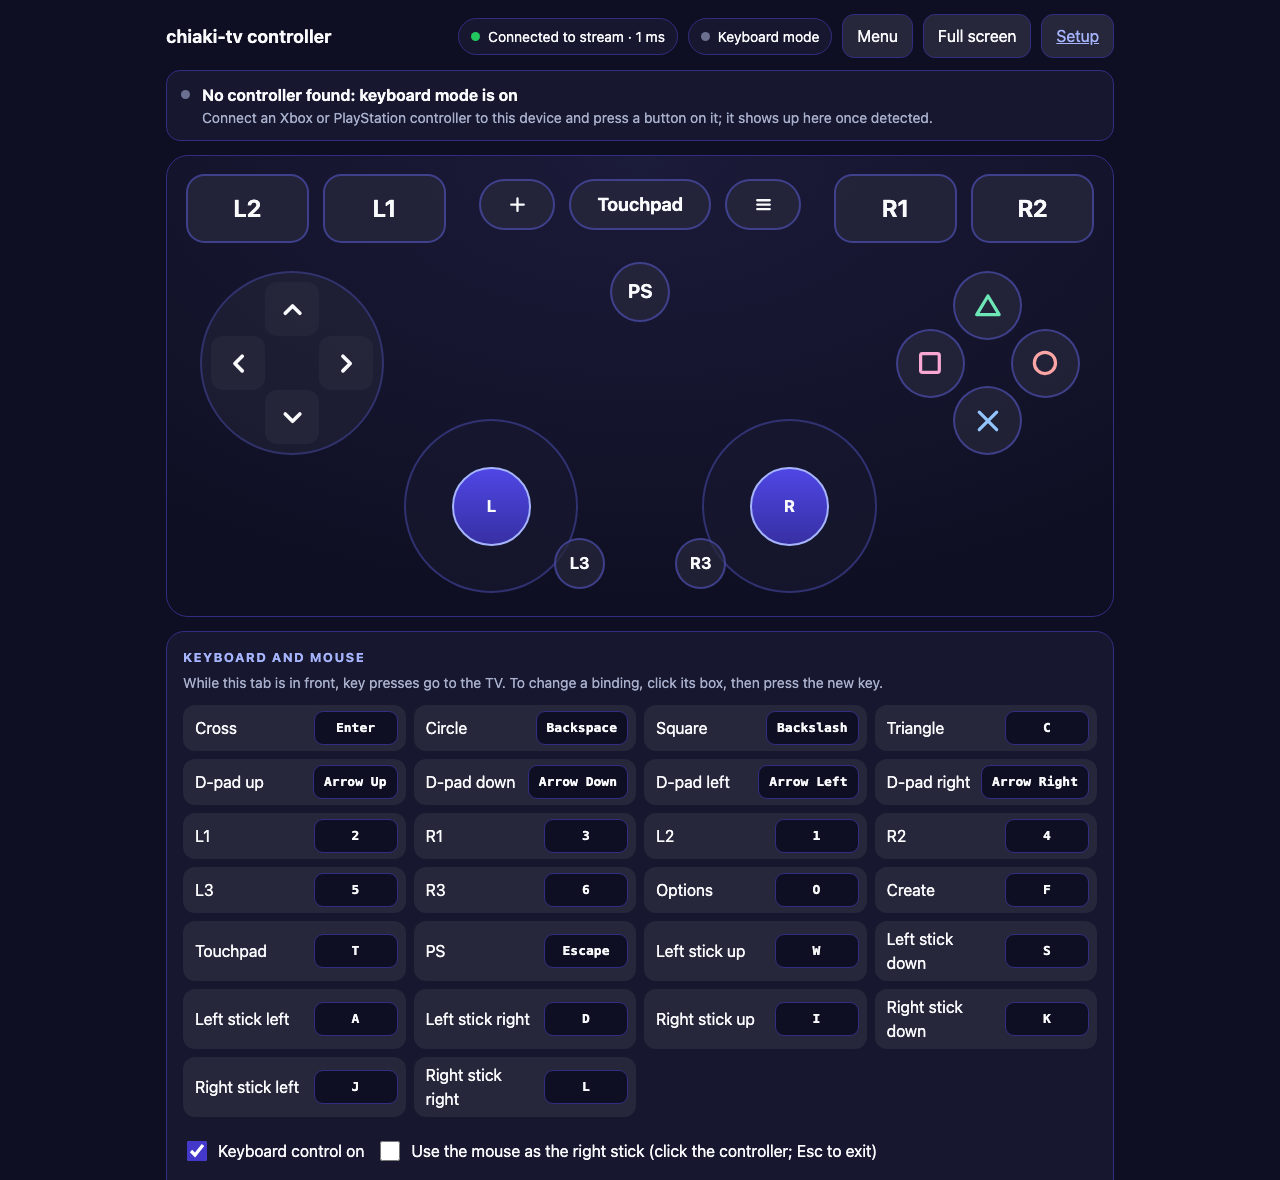 chiaki-tv controller
Connected to stream · 1 ms
Keyboard mode
Menu
Full screen
Setup
No controller found: keyboard mode is on
Connect an Xbox or PlayStation controller to this device and press a button on it; it shows up here once detected.
L2
L1
Touchpad
R1
R2
PS
L
R
L3
R3
KEYBOARD AND MOUSE
While this tab is in front, key presses go to the TV. To change a binding, click its box, then press the new key.
Cross Enter
Circle Backspace
Square Backslash
Triangle C
D-pad up Arrow Up
D-pad down Arrow Down
D-pad left Arrow Left
D-pad right Arrow Right
L1 2
R1 3
L2 1
R2 4
L3 5
R3 6
Options O
Create F
Touchpad T
PS Escape
Left stick up W
Left stick
down S
Left stick left A
Left stick right D
Right stick up I
Right stick
down K
Right stick left J
Right stick
right L
Keyboard control on
Use the mouse as the right stick (click the controller; Esc to exit)